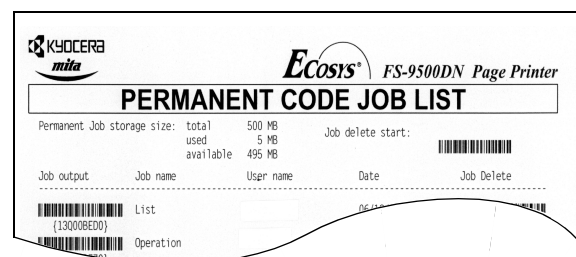 KYOCERA
mita
ECOSYS® FS-9500DN Page Printer
PERMANENT CODE JOB LIST
Permanent Job storage size: total 500 MB
used 5 MB
available 495 MB
Job delete start:
Job output Job name User name Date Job Delete
List
{13Q00BED0}
Operation